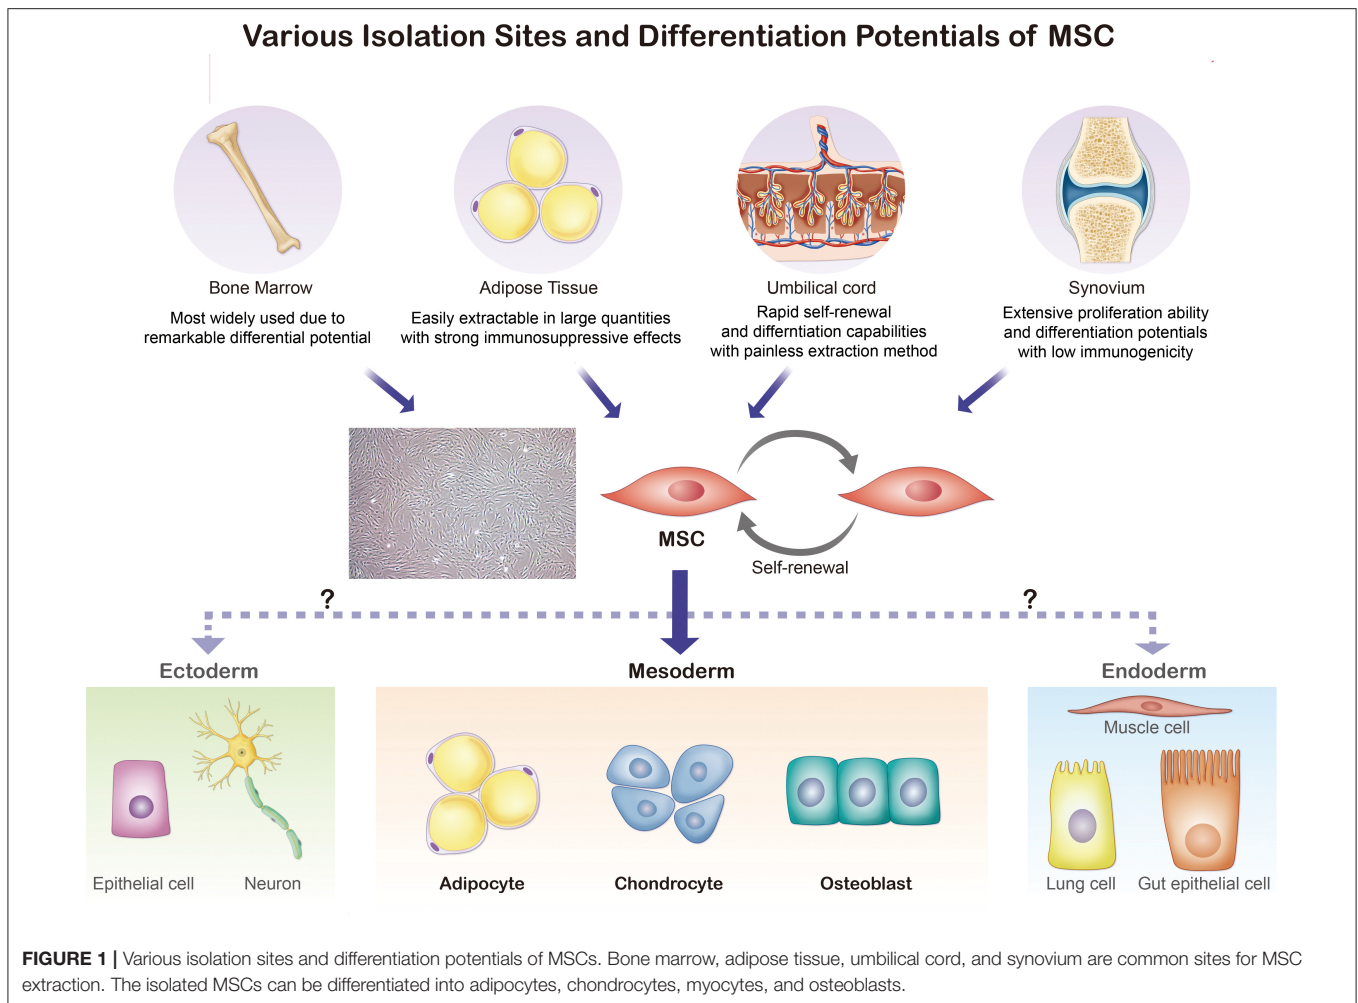 Various Isolation Sites and Differentiation Potentials of MSC
Bone Marrow
Most widely used due to
remarkable differential potential
Adipose Tissue
Easily extractable in large quantities
with strong immunosuppressive effects
Umbilical cord
Rapid self-renewal
and differntiation capabilities
with painless extraction method
Synovium
Extensive proliferation ability
and differentiation potentials
with low immunogenicity
MSC
Self-renewal
?
?
Ectoderm
Epithelial cell
Neuron
Mesoderm
Adipocyte
Chondrocyte
Osteoblast
Endoderm
Muscle cell
Lung cell
Gut epithelial cell
FIGURE 1 | Various isolation sites and differentiation potentials of MSCs. Bone marrow, adipose tissue, umbilical cord, and synovium are common sites for MSC
extraction. The isolated MSCs can be differentiated into adipocytes, chondrocytes, myocytes, and osteoblasts.